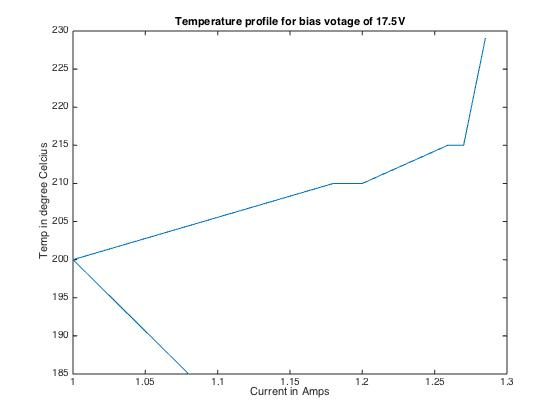 Temperature profile for bias votage of 17.5V
230
225
220
215
210
205
200
195
190
185
Temp in degree Celcius
1 1.05 1.1 1.15 1.2 1.25 1.3
Current in Amps